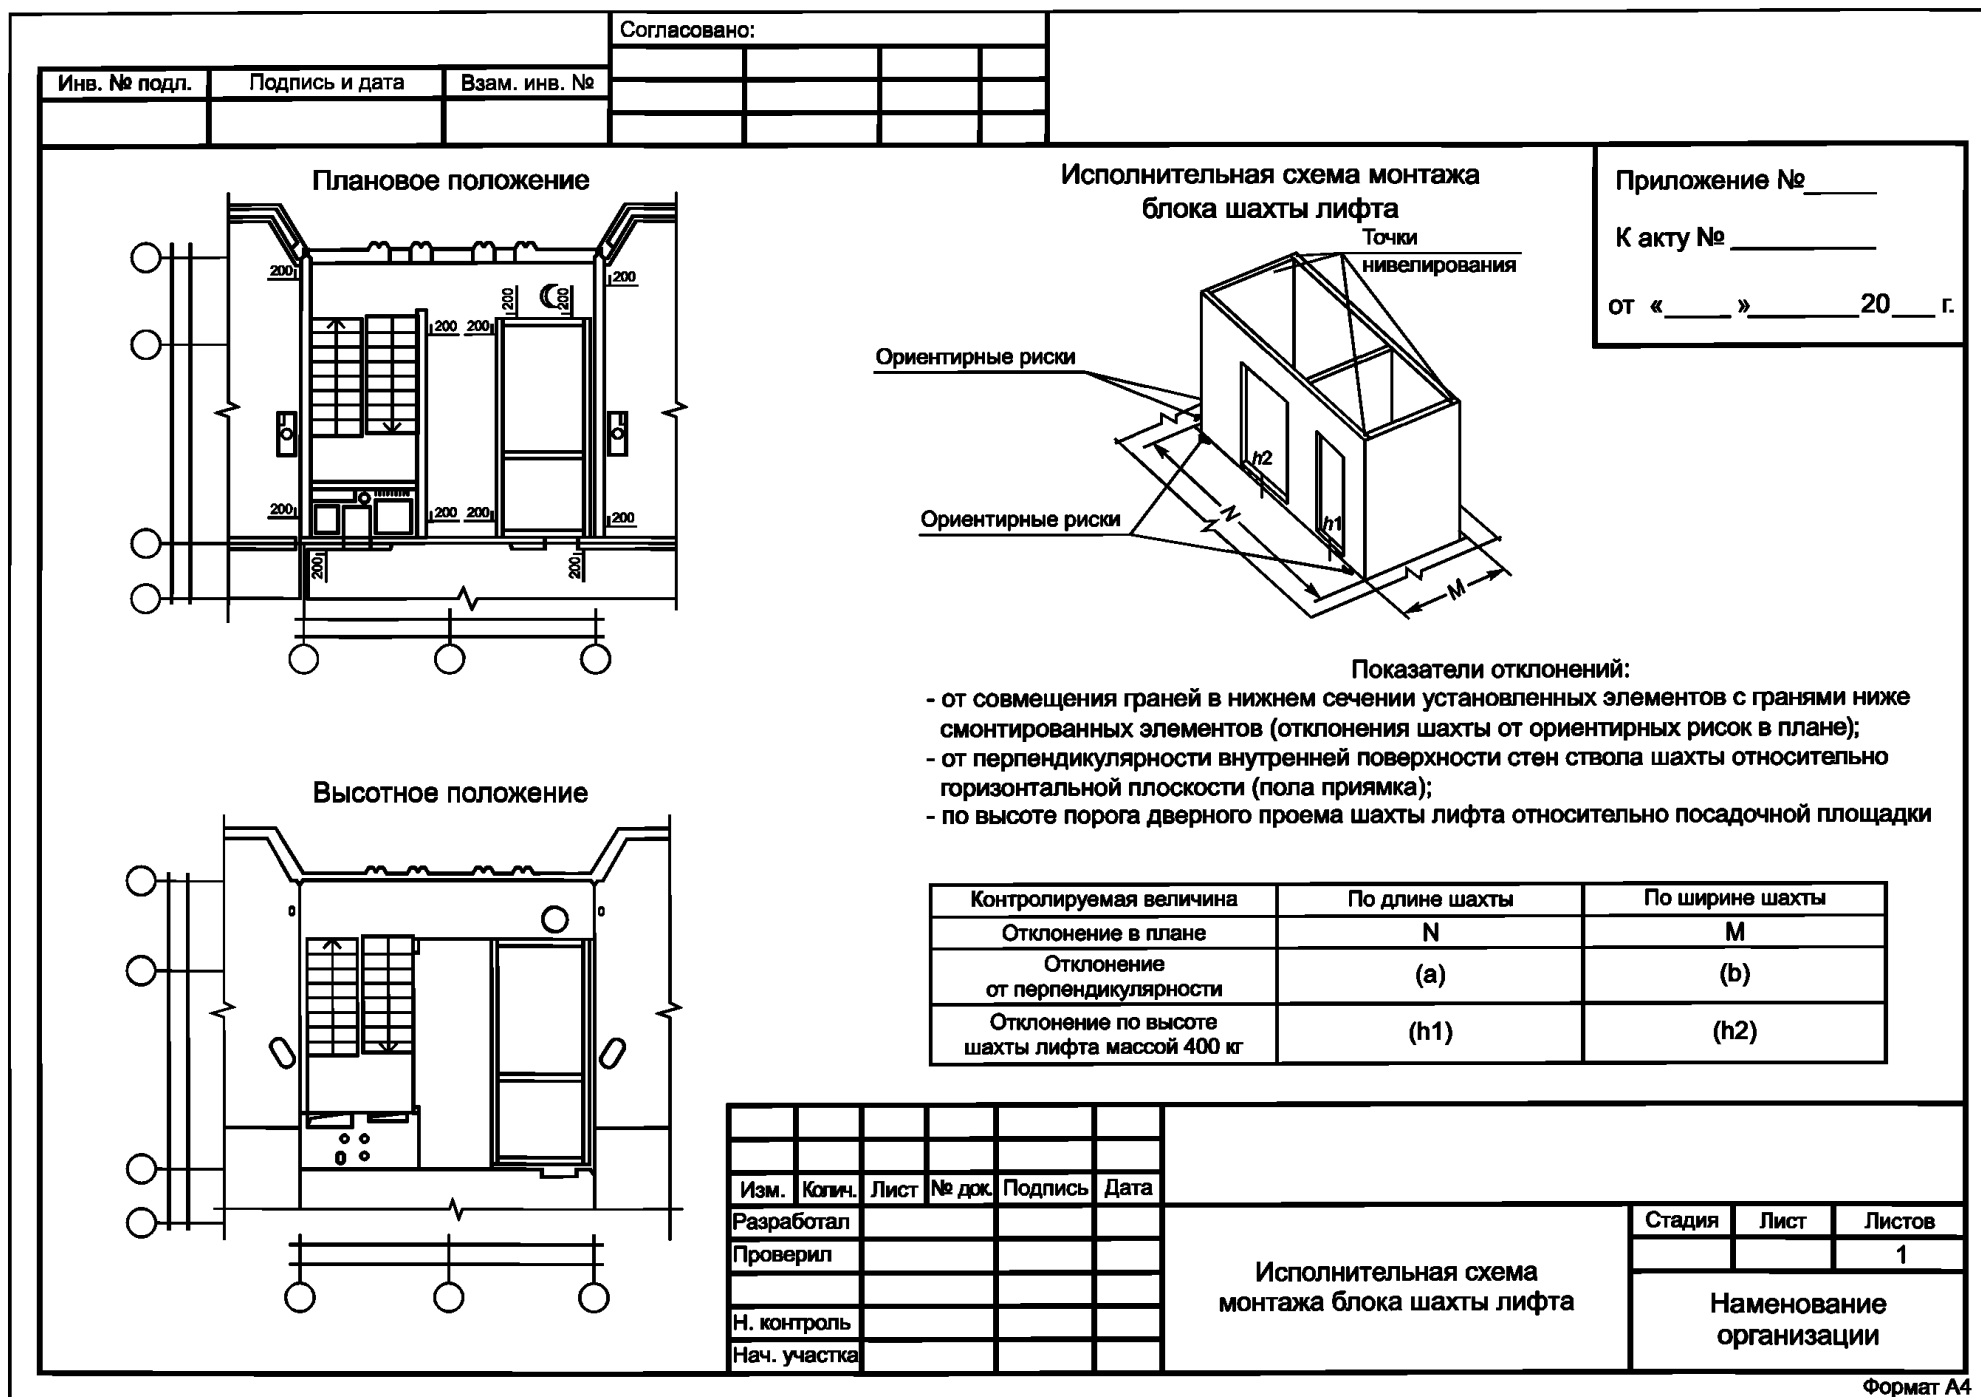 Согласовано:
Инв. № подл.
Подпись и дата
Взам. инв. №
Плановое положение
200
200
200
200
200
200
200
200
200
200
200
200
Исполнительная схема монтажа
блока шахты лифта
Точки
нивелирования
Ориентирные риски
Ориентирные риски
h2
h1
N
M
Приложение №_____
К акту № __________
от «_____»________20___ г.
Показатели отклонений:
- от совмещения граней в нижнем сечении установленных элементов с гранями ниже
смонтированных элементов (отклонения шахты от ориентирных рисок в плане);
- от перпендикулярности внутренней поверхности стен ствола шахты относительно
горизонтальной плоскости (пола приямка);
- по высоте порога дверного проема шахты лифта относительно посадочной площадки
Высотное положение
Контролируемая величина
По длине шахты
По ширине шахты
Отклонение в плане
N
M
Отклонение
от перпендикулярности
(a)
(b)
Отклонение по высоте
шахты лифта массой 400 кг
(h1)
(h2)
Изм.
Колич.
Лист
№ док.
Подпись
Дата
Разработал
Проверил
Н. контроль
Нач. участка
Исполнительная схема
монтажа блока шахты лифта
Стадия
Лист
Листов
1
Наменование
организации
Формат А4